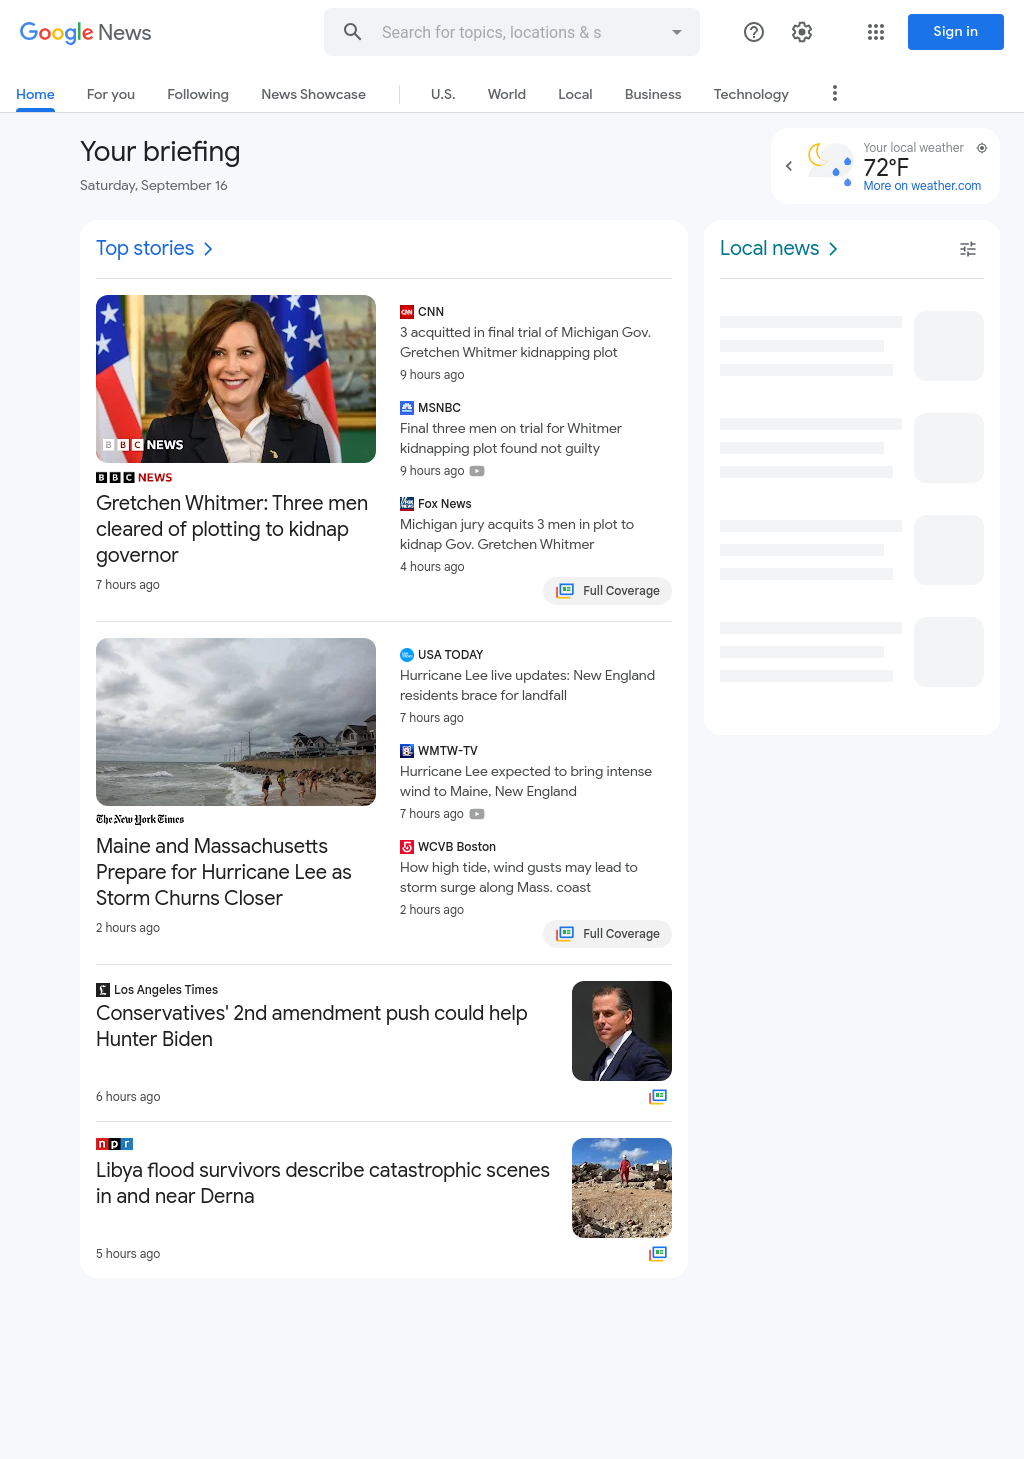 Google News
Search for topics, locations & s
Sign in
Home
For you
Following
News Showcase
U.S.
World
Local
Business
Technology
Your briefing
Saturday, September 16
Your local weather
72°F
More on weather.com
Top stories
BBC NEWS
BBC NEWS
Gretchen Whitmer: Three men
cleared of plotting to kidnap
governor
7 hours ago
CNN
CNN
3 acquitted in final trial of Michigan Gov.
Gretchen Whitmer kidnapping plot
9 hours ago
MSNBC
Final three men on trial for Whitmer
kidnapping plot found not guilty
9 hours ago
Fox News
Michigan jury acquits 3 men in plot to
kidnap Gov. Gretchen Whitmer
4 hours ago
Full Coverage
The New York Times
Maine and Massachusetts
Prepare for Hurricane Lee as
Storm Churns Closer
2 hours ago
USA TODAY
Hurricane Lee live updates: New England
residents brace for landfall
7 hours ago
WMTW-TV
Hurricane Lee expected to bring intense
wind to Maine, New England
7 hours ago
WCVB Boston
How high tide, wind gusts may lead to
storm surge along Mass. coast
2 hours ago
Full Coverage
Los Angeles Times
Conservatives' 2nd amendment push could help
Hunter Biden
6 hours ago
npr
Libya flood survivors describe catastrophic scenes
in and near Derna
5 hours ago
Local news